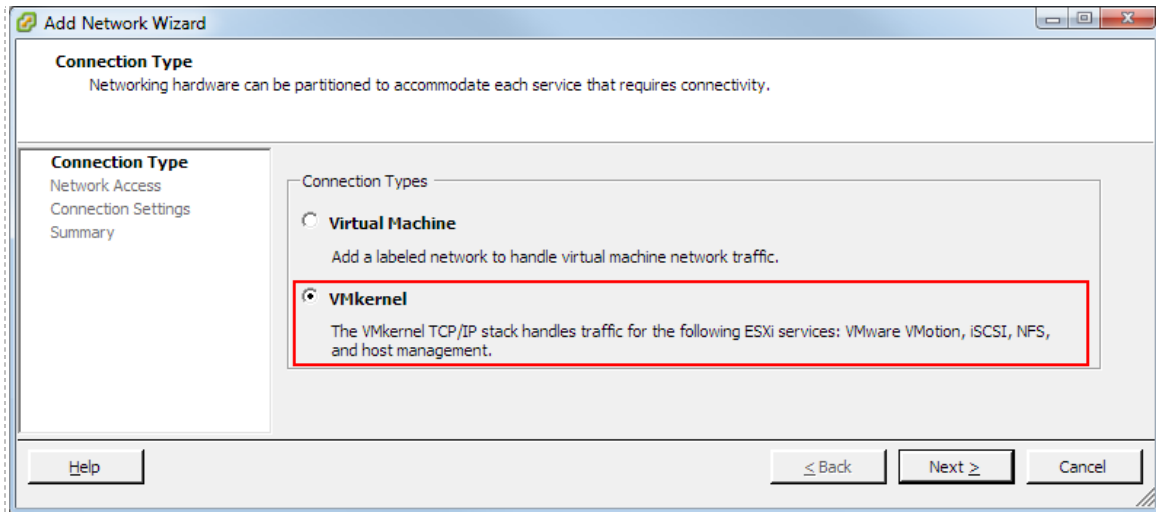 Add Network Wizard
Connection Type
Networking hardware can be partitioned to accommodate each service that requires connectivity.
Connection Type
Network Access
Connection Settings
Summary
Connection Types
Virtual Machine
Add a labeled network to handle virtual machine network traffic.
VMkernel
The VMkernel TCP/IP stack handles traffic for the following ESXi services: VMware VMotion, iSCSI, NFS,
and host management.
Help
< Back
Next >
Cancel